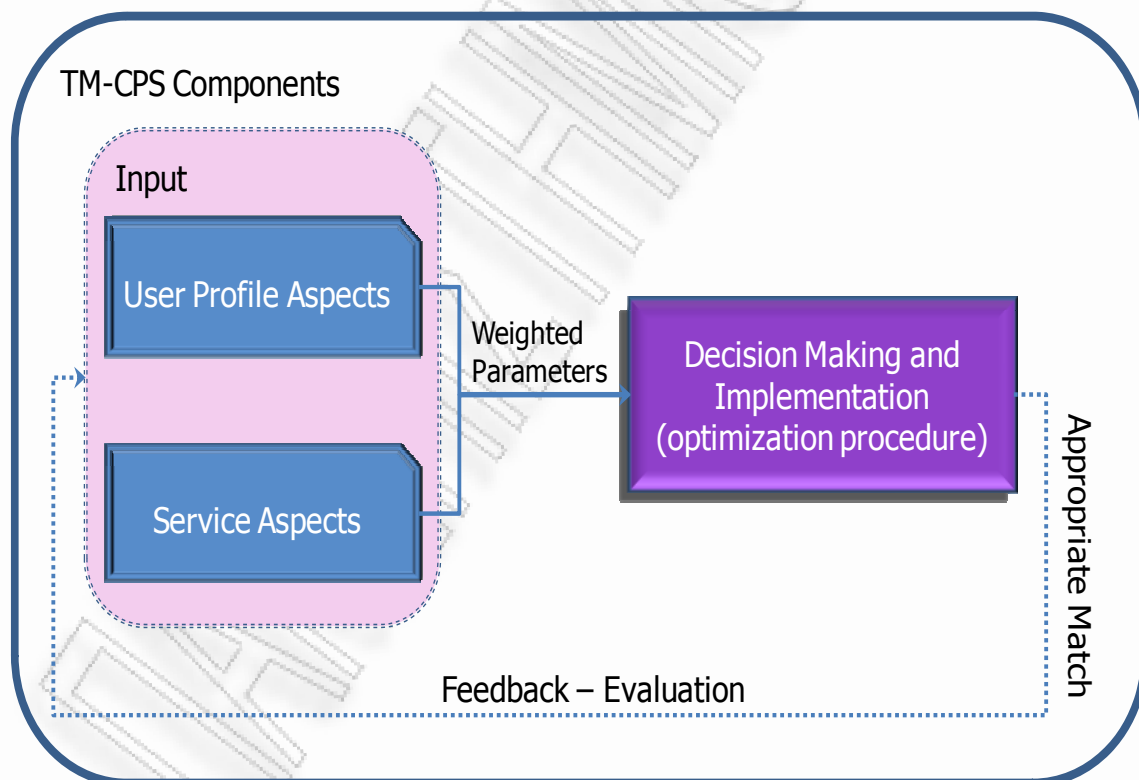 TM-CPS Components
Input
User Profile Aspects
Service Aspects
Weighted
Parameters
Decision Making and
Implementation
(optimization procedure)
Appropriate Match
Feedback – Evaluation